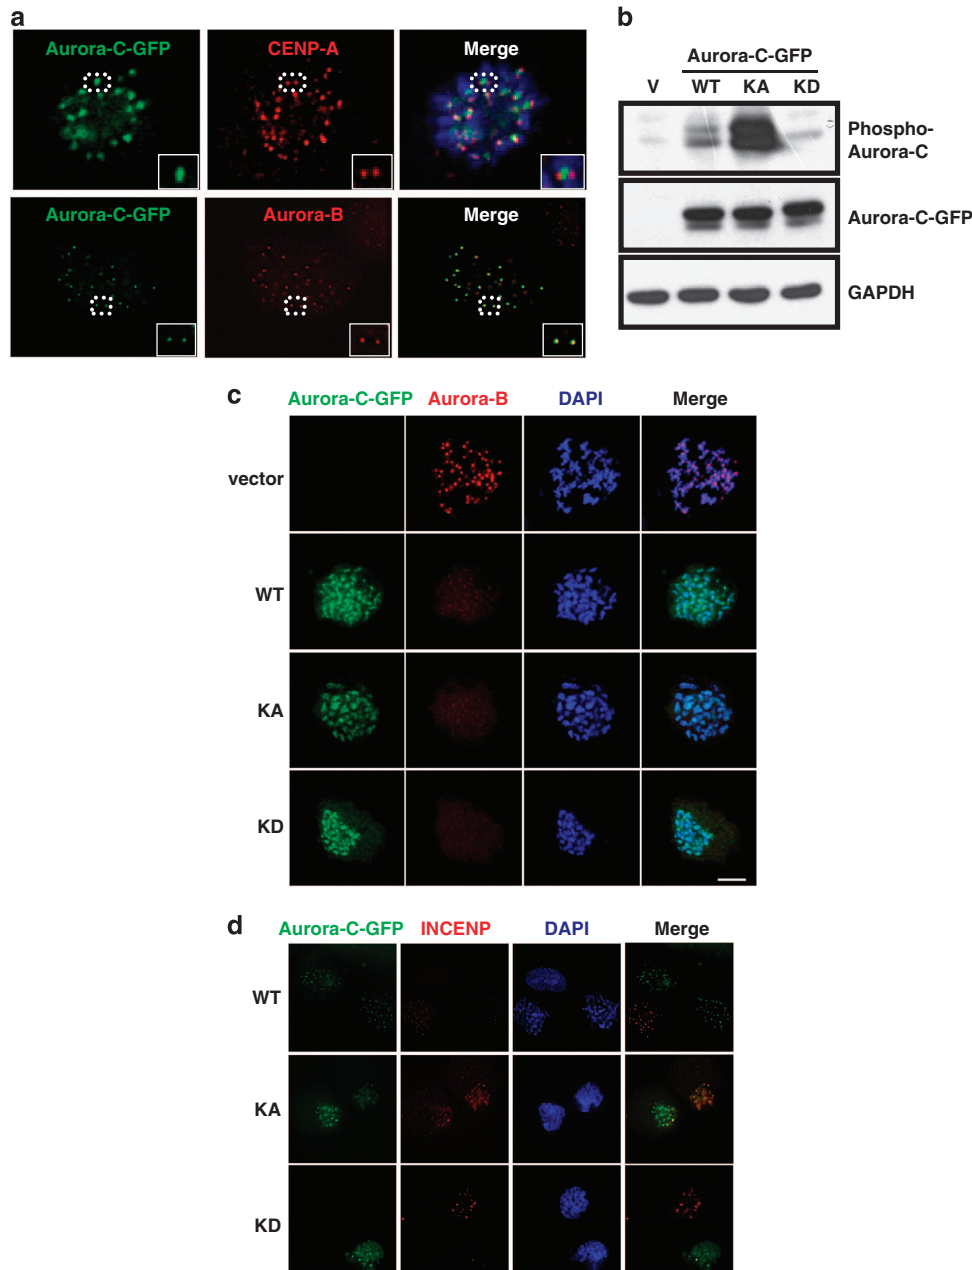 a
Aurora-C-GFP CENP-A Merge
Aurora-C-GFP Aurora-B Merge
b
Aurora-C-GFP
V WT KA KD
Phospho-
Aurora-C
Aurora-C-GFP
GAPDH
c
Aurora-C-GFP Aurora-B DAPI Merge
vector
WT
KA
KD
d
Aurora-C-GFP INCENP DAPI Merge
WT
KA
KD